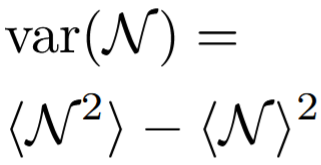 var(𝒩) =
⟨𝒩²⟩ − ⟨𝒩⟩²